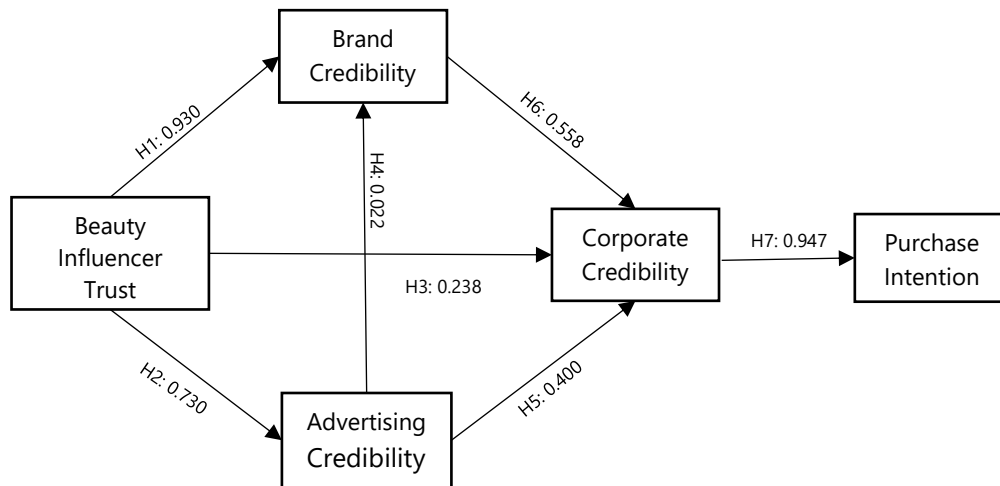 Brand
Credibility
H1: 0.930
H6: 0.558
H4: 0.022
Beauty
Influencer
Trust
Corporate
Credibility
H7: 0.947
Purchase
Intention
H3: 0.238
H2: 0.730
H5: 0.400
Advertising
Credibility